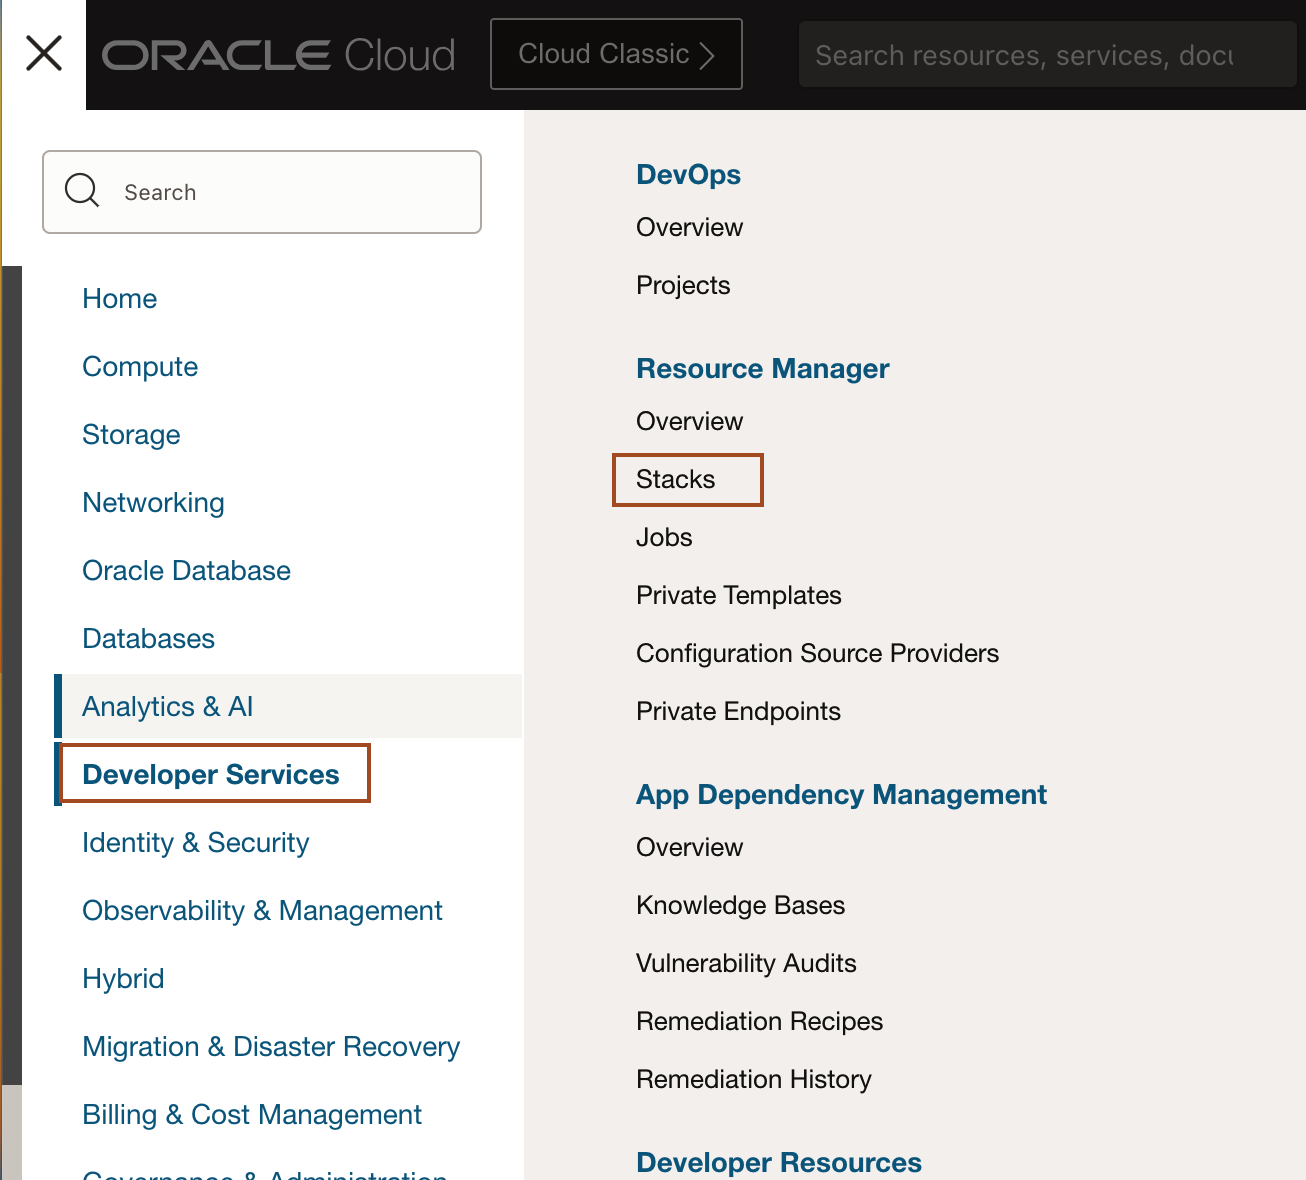 ORACLE Cloud
Cloud Classic
Search resources, services, docu
Search
Home
Compute
Storage
Networking
Oracle Database
Databases
Analytics & AI
Developer Services
Identity & Security
Observability & Management
Hybrid
Migration & Disaster Recovery
Billing & Cost Management
Governance & Administration
DevOps
Overview
Projects
Resource Manager
Overview
Stacks
Jobs
Private Templates
Configuration Source Providers
Private Endpoints
App Dependency Management
Overview
Knowledge Bases
Vulnerability Audits
Remediation Recipes
Remediation History
Developer Resources